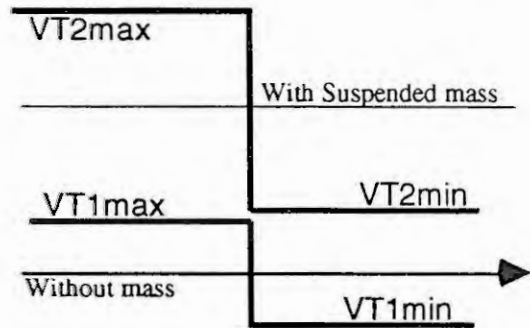 VT2max
With Suspended mass
VT2min
VT1max
Without mass
VT1min